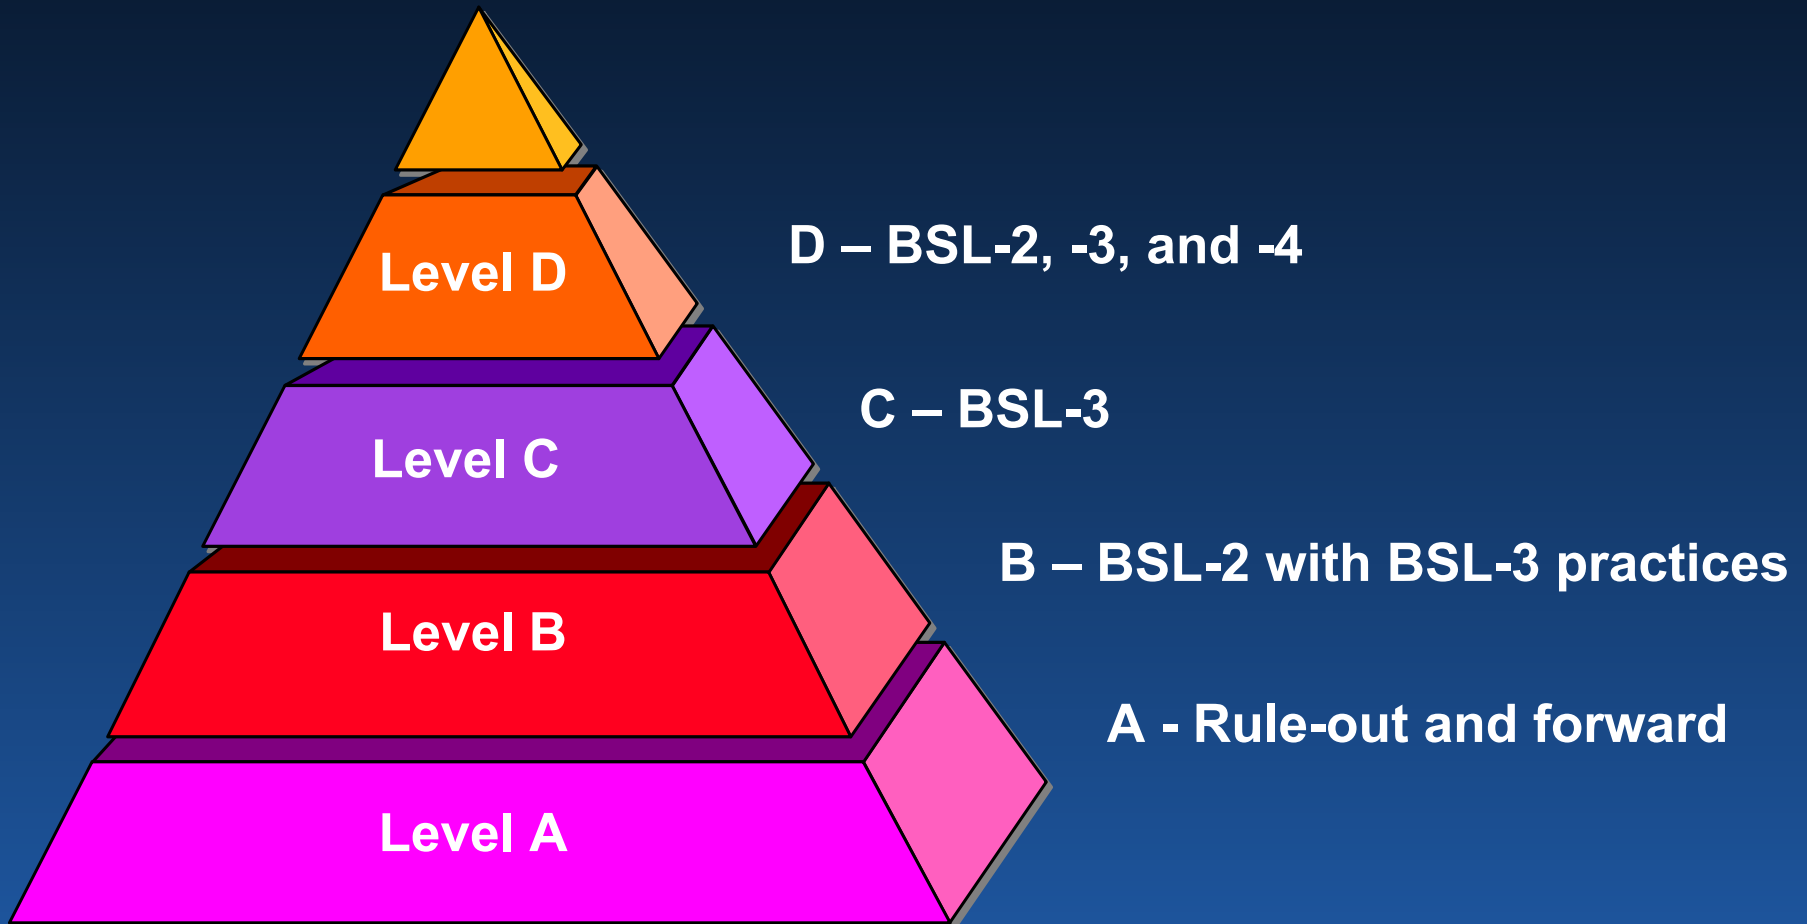 Level D
D – BSL-2, -3, and -4
Level C
C – BSL-3
Level B
B – BSL-2 with BSL-3 practices
Level A
A - Rule-out and forward